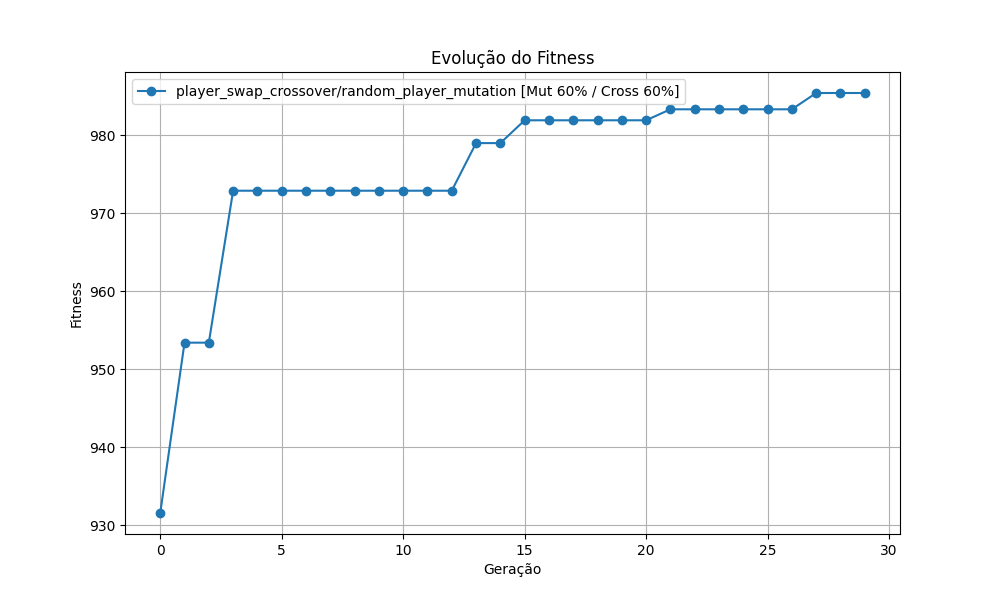 Evolução do Fitness
player_swap_crossover/random_player_mutation [Mut 60% / Cross 60%]
Fitness
980
970
960
950
940
930
0 5 10 15 20 25 30
Geração